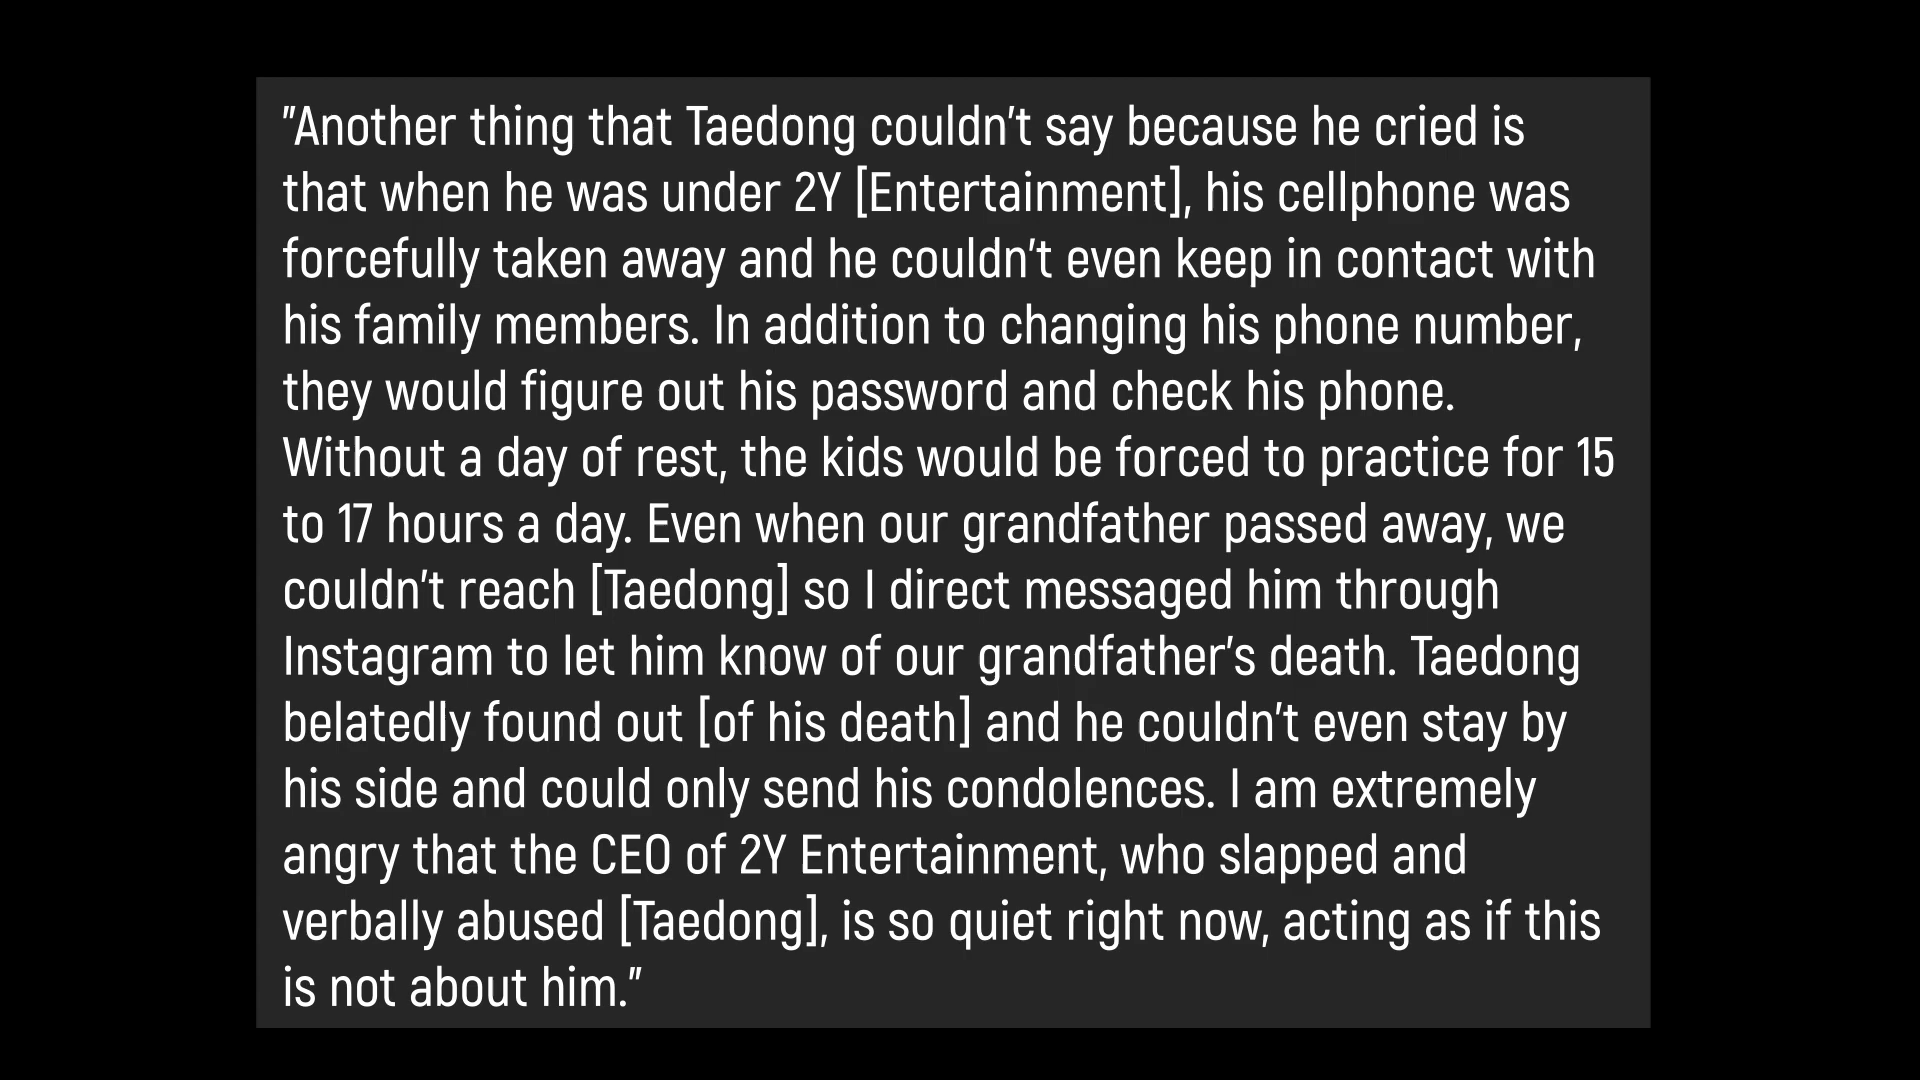 "Another thing that Taedong couldn't say because he cried is
that when he was under 2Y [Entertainment], his cellphone was
forcefully taken away and he couldn't even keep in contact with
his family members. In addition to changing his phone number,
they would figure out his password and check his phone.
Without a day of rest, the kids would be forced to practice for 15
to 17 hours a day. Even when our grandfather passed away, we
couldn't reach [Taedong] so I direct messaged him through
Instagram to let him know of our grandfather's death. Taedong
belatedly found out [of his death] and he couldn't even stay by
his side and could only send his condolences. I am extremely
angry that the CEO of 2Y Entertainment, who slapped and
verbally abused [Taedong], is so quiet right now, acting as if this
is not about him."